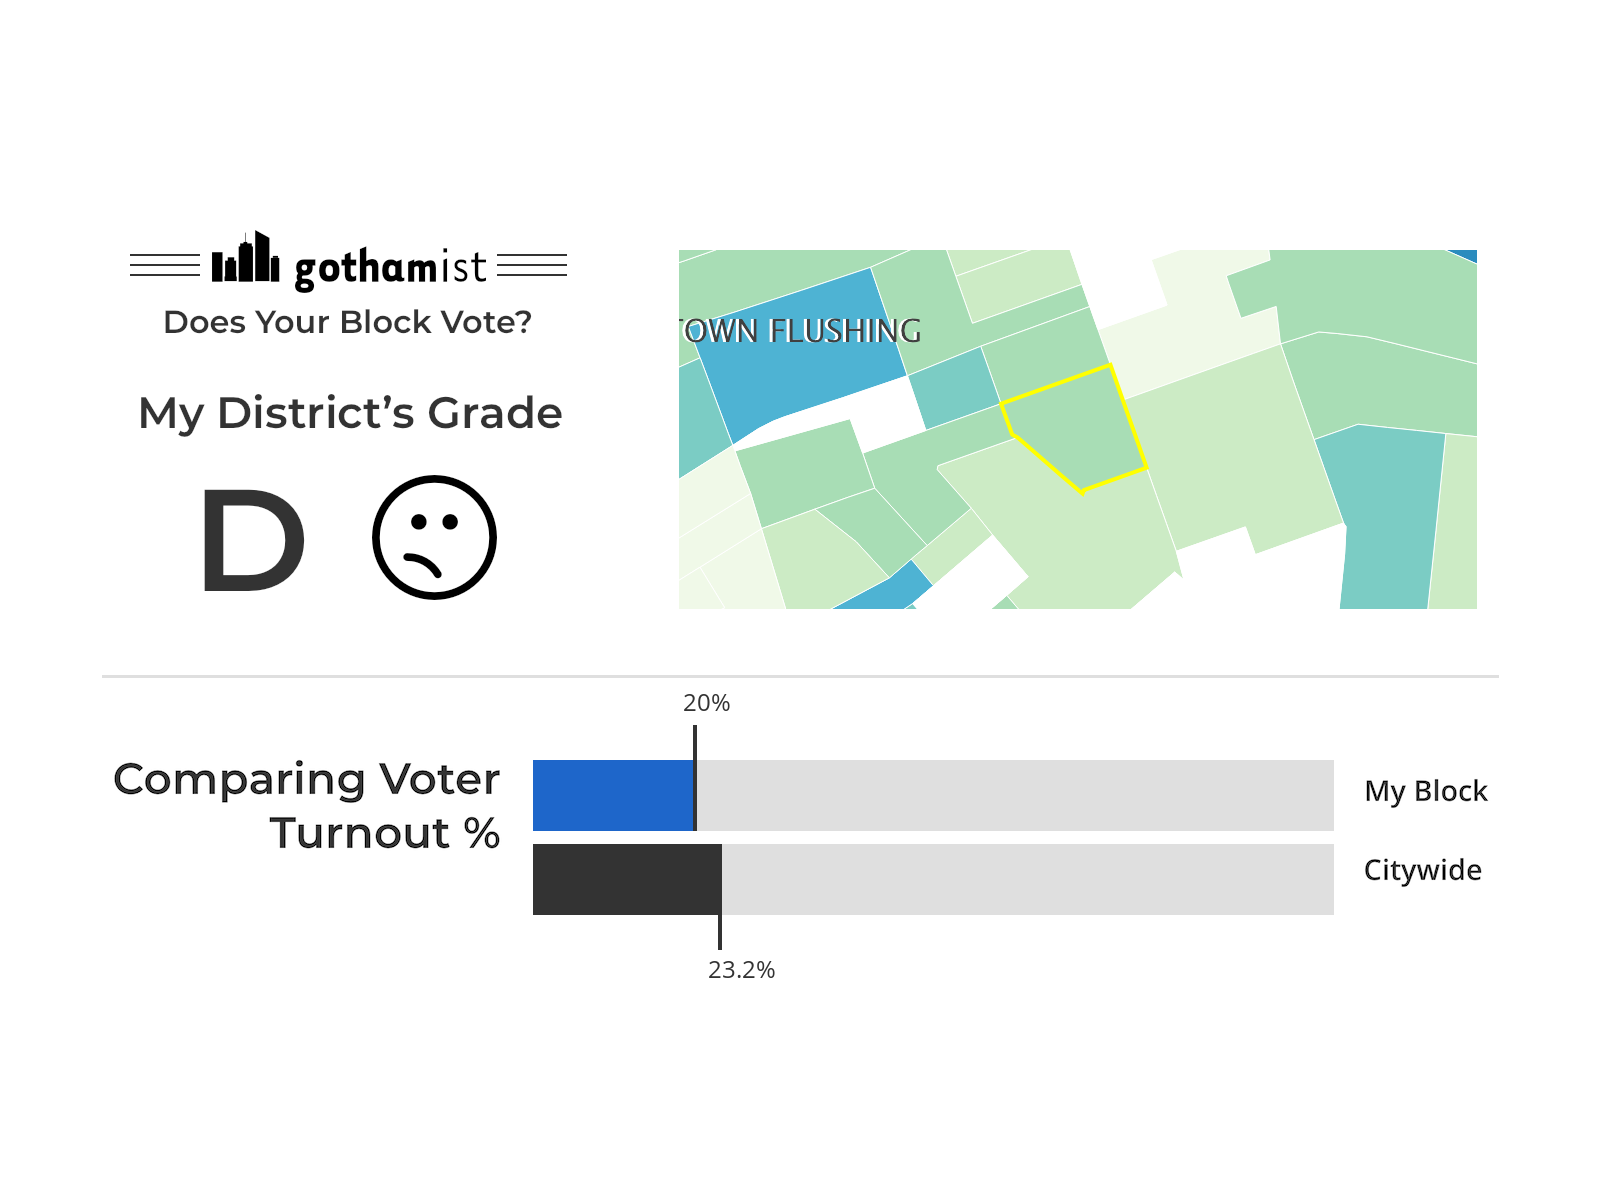 gothamist
Does Your Block Vote?
My District’s Grade
D
TOWN FLUSHING
20%
Comparing Voter
Turnout %
My Block
Citywide
23.2%